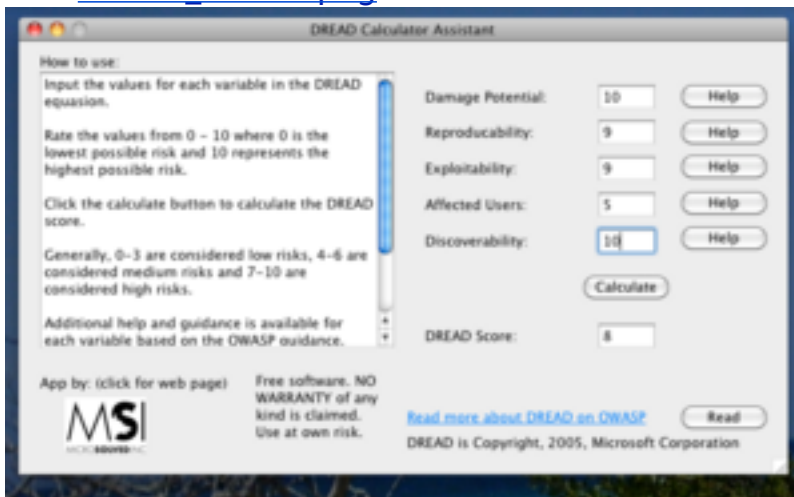 DREAD Calculator Assistant
How to use:
Input the values for each variable in the DREAD
equasion.
Rate the values from 0 - 10 where 0 is the
lowest possible risk and 10 represents the
highest possible risk.
Click the calculate button to calculate the DREAD
score.
Generally, 0-3 are considered low risks, 4-6 are
considered medium risks and 7-10 are
considered high risks.
Additional help and guidance is available for
each variable based on the OWASP guidance.
Damage Potential: 10 Help
Reproducability: 9 Help
Exploitability: 9 Help
Affected Users: 5 Help
Discoverability: 10 Help
Calculate
DREAD Score: 8
App by: (click for web page)
MSI
MICROSOLVED INC
Free software. NO
WARRANTY of any
kind is claimed.
Use at own risk.
Read more about DREAD on OWASP Read
DREAD is Copyright, 2005, Microsoft Corporation